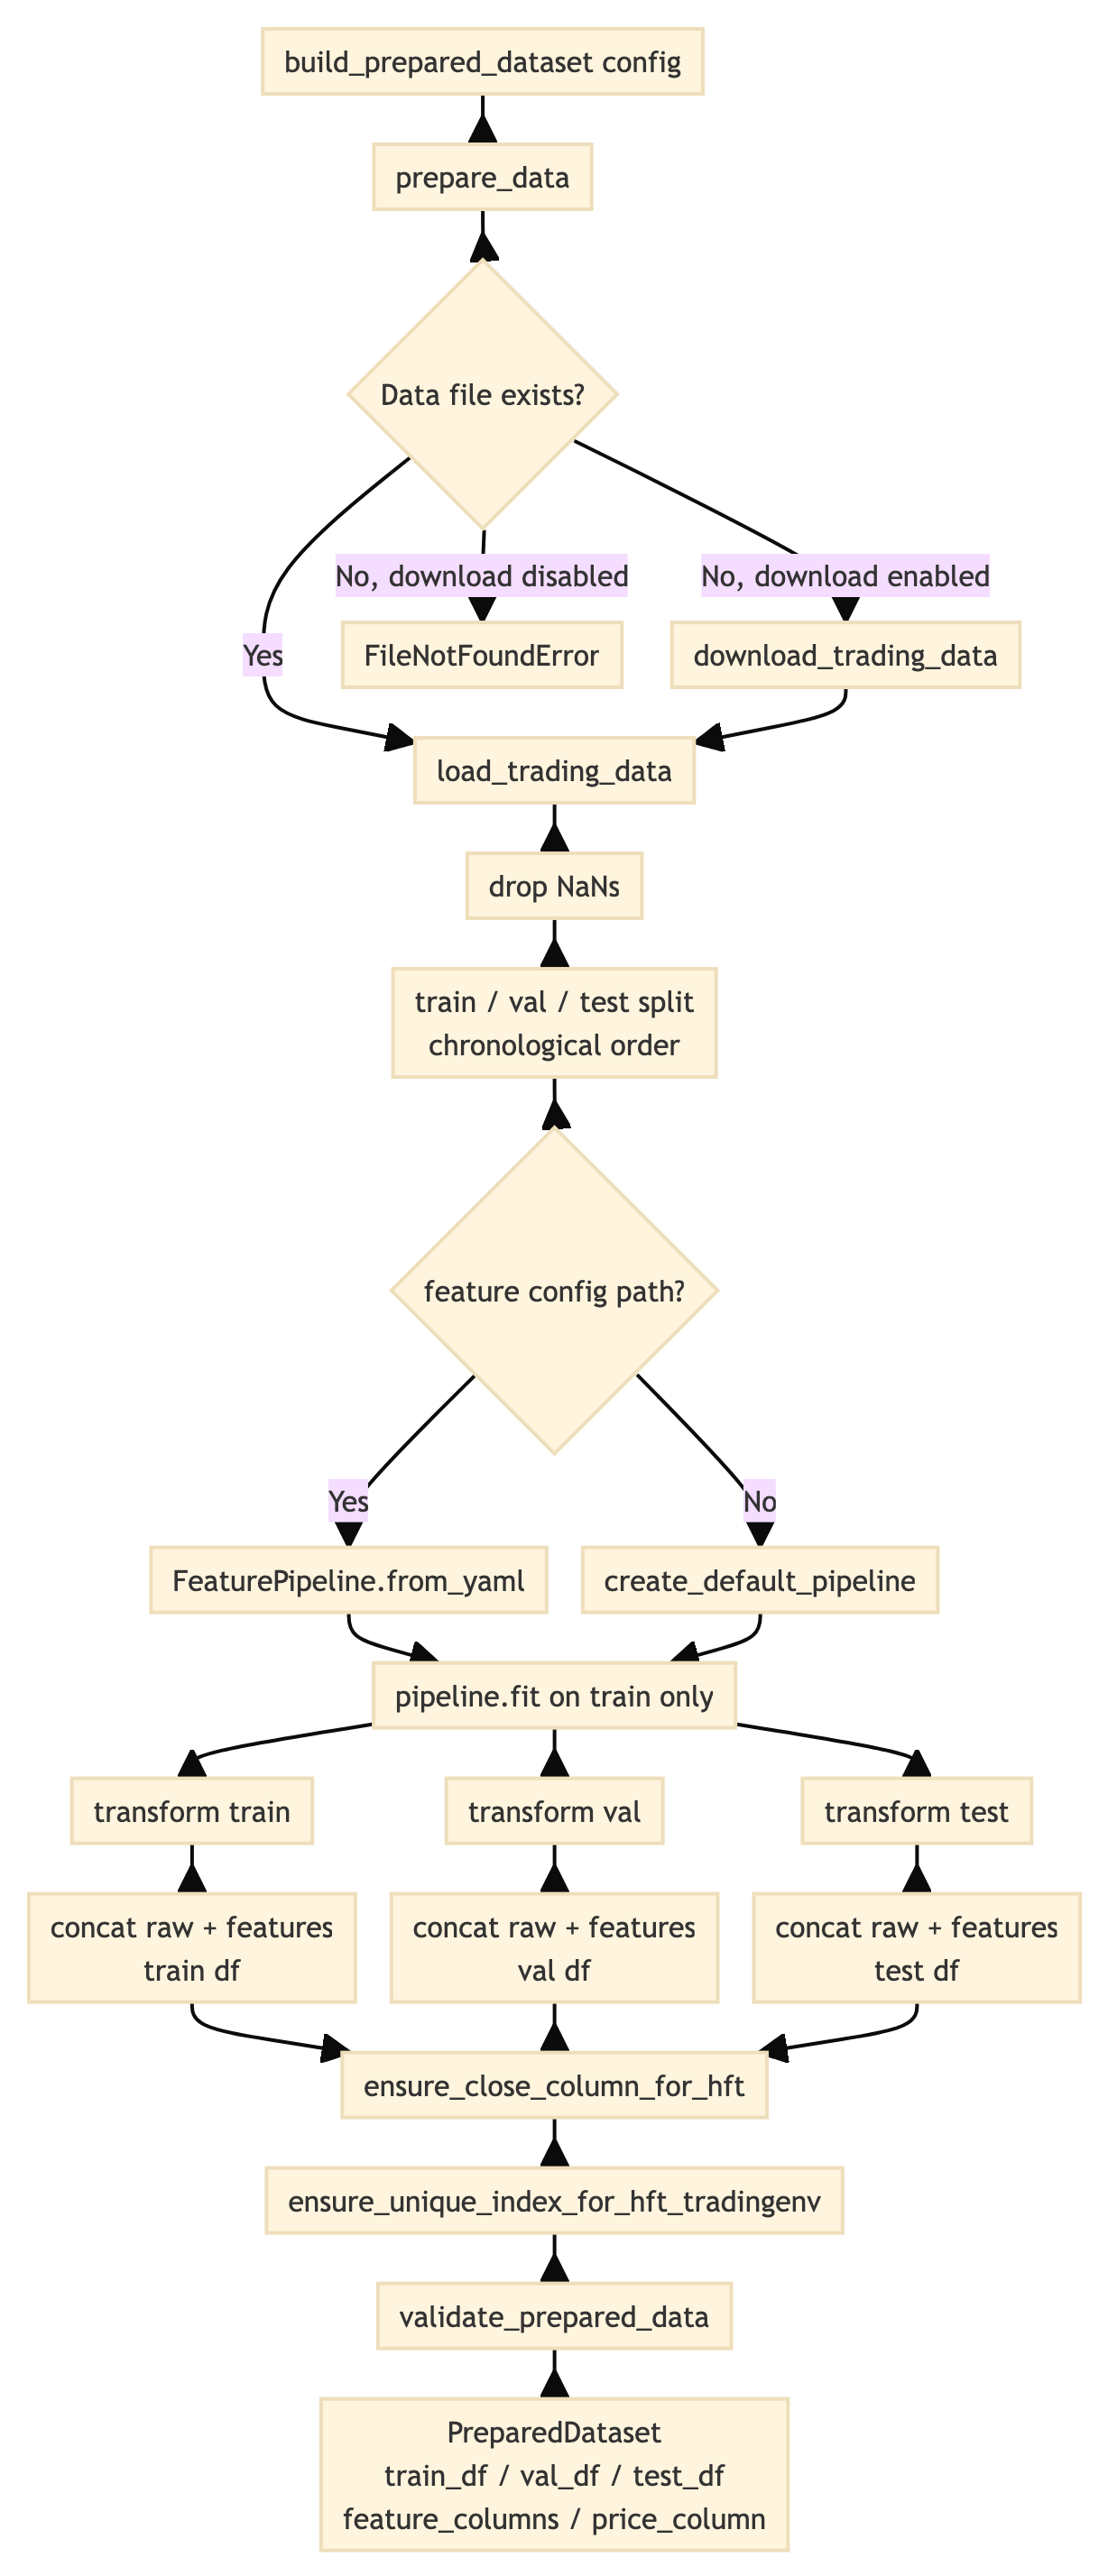 build_prepared_dataset config
prepare_data
Data file exists?
No, download disabled
No, download enabled
Yes
FileNotFoundError
download_trading_data
load_trading_data
drop NaNs
train / val / test split
chronological order
feature config path?
Yes
No
FeaturePipeline.from_yaml
create_default_pipeline
pipeline.fit on train only
transform train
transform val
transform test
concat raw + features
train df
concat raw + features
val df
concat raw + features
test df
ensure_close_column_for_hft
ensure_unique_index_for_hft_tradingenv
validate_prepared_data
PreparedDataset
train_df / val_df / test_df
feature_columns / price_column